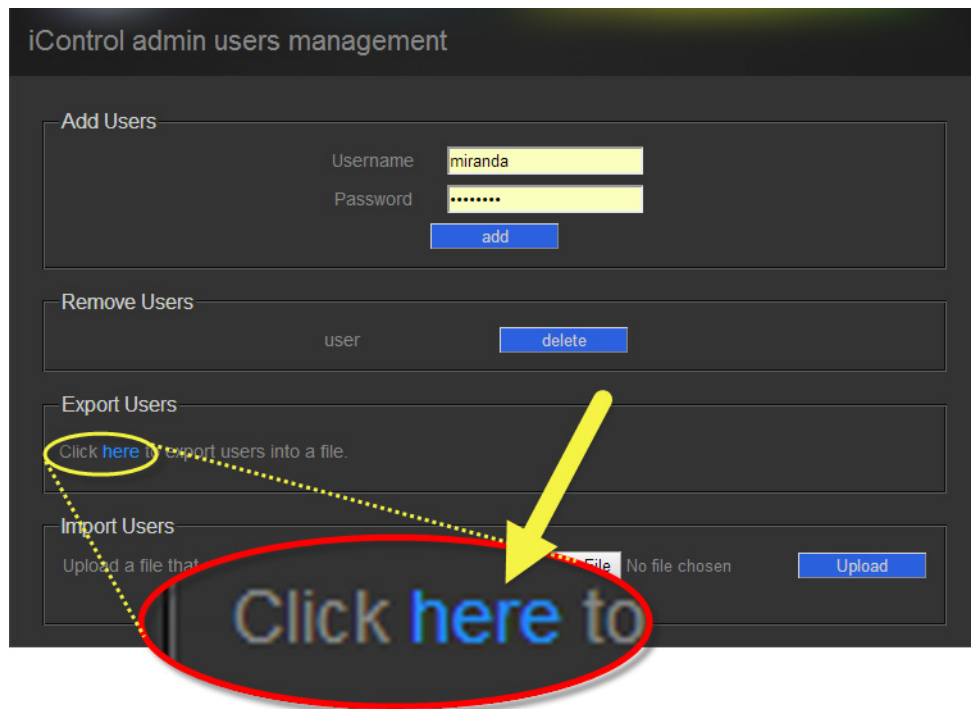 iControl admin users management
Add Users
Username miranda
Password ••••••••
add
Remove Users
user delete
Export Users
Click here to export users into a file.
Import Users
Upload a file that File No file chosen Upload
Click here to